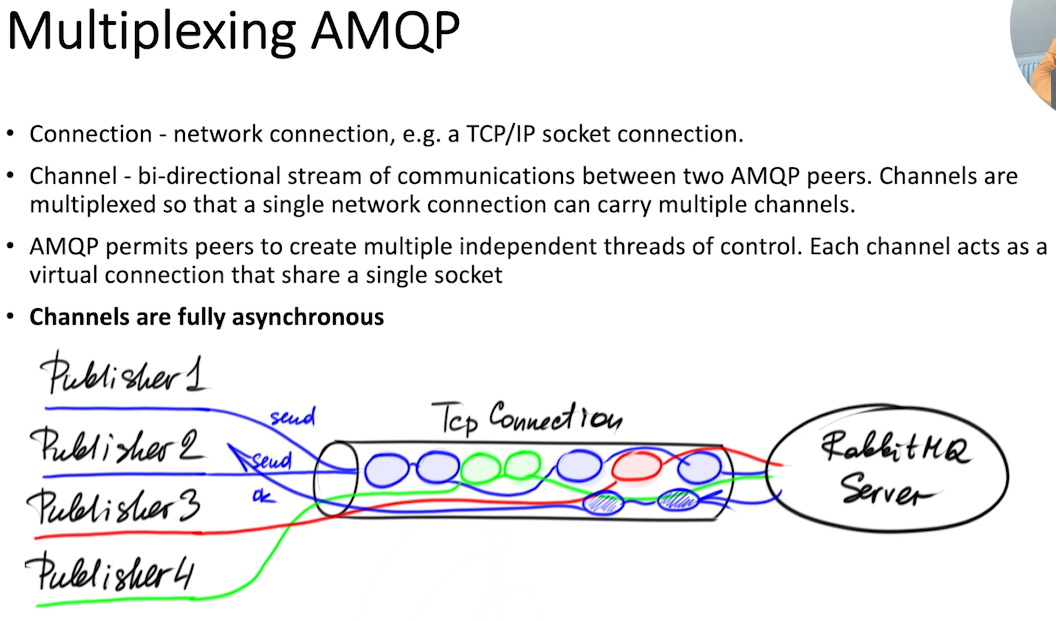 Multiplexing AMQP
• Connection - network connection, e.g. a TCP/IP socket connection.
• Channel - bi-directional stream of communications between two AMQP peers. Channels are
multiplexed so that a single network connection can carry multiple channels.
• AMQP permits peers to create multiple independent threads of control. Each channel acts as a
virtual connection that share a single socket
• Channels are fully asynchronous
Publisher 1
send
Tcp Connection
Publisher 2
send
RabbitMQ
Server
ok
Publisher 3
Publisher 4